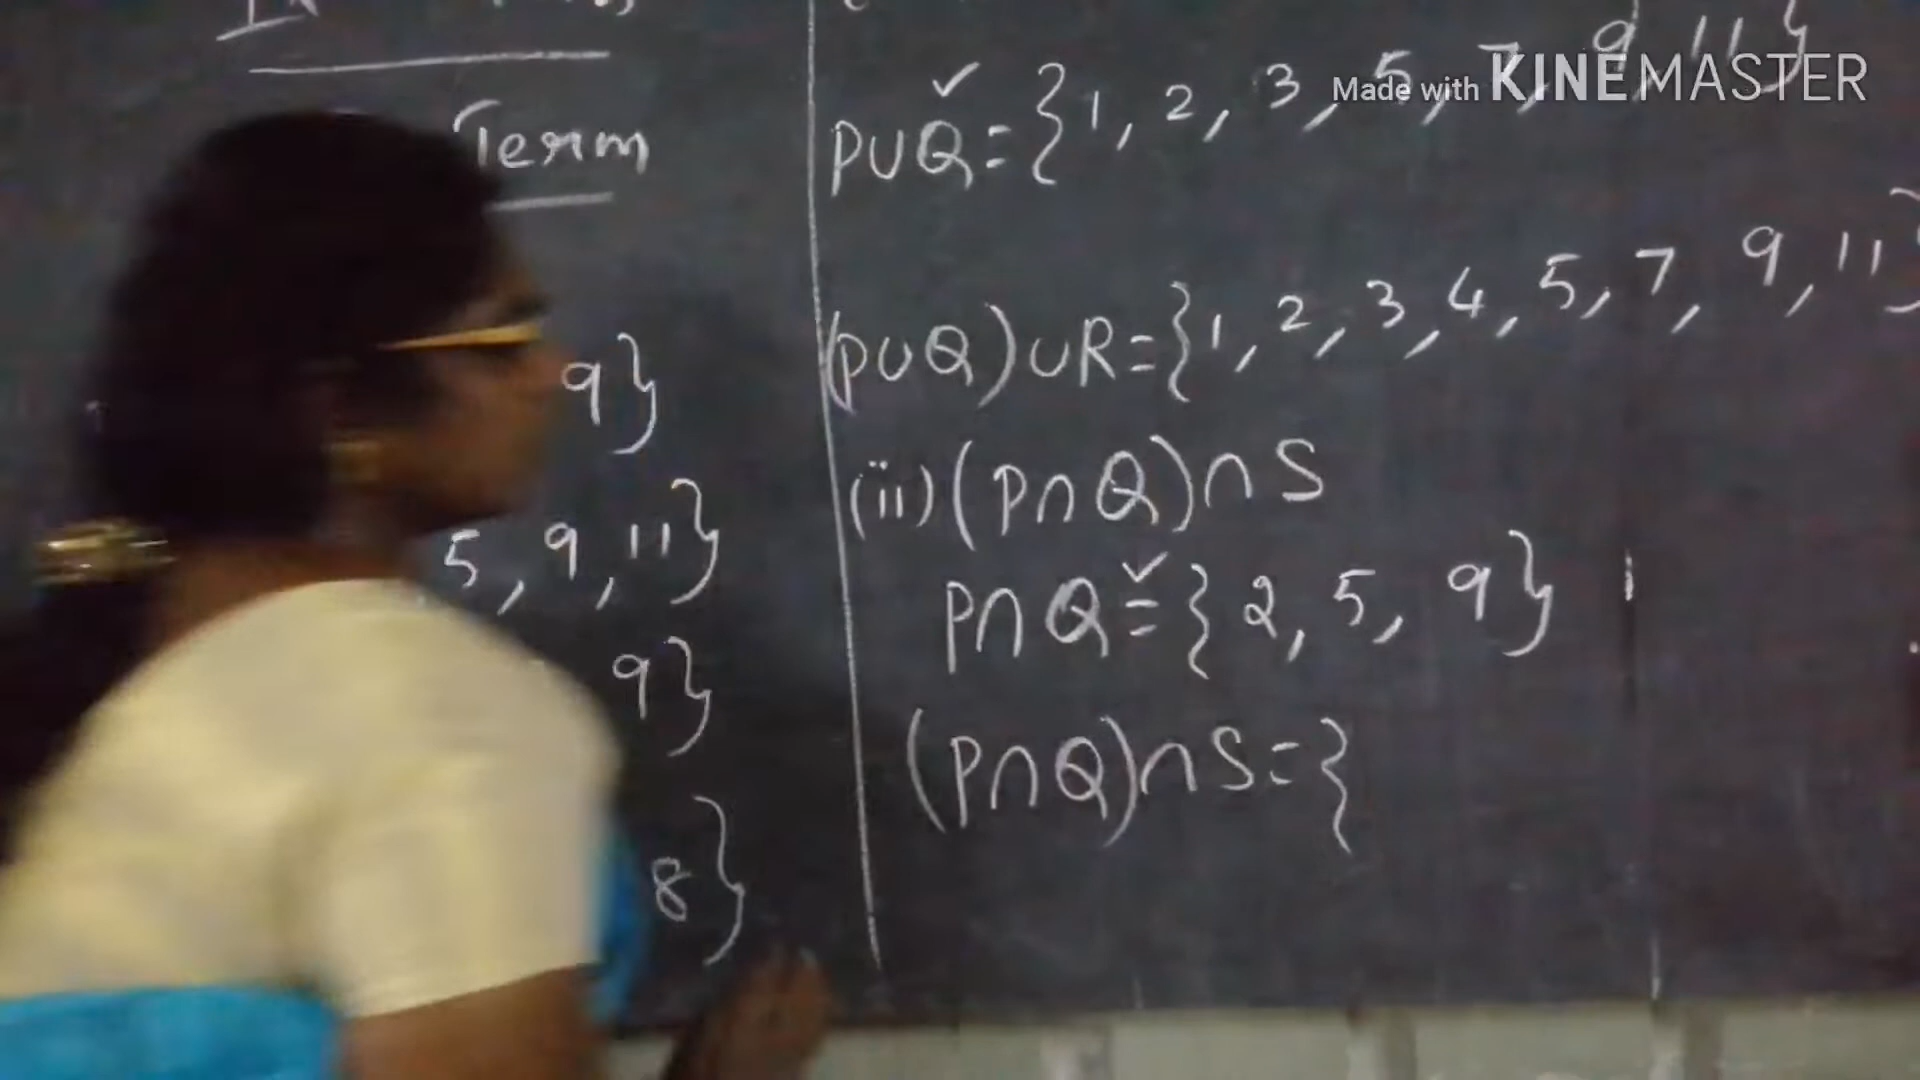 Term
9}
5, 9, 11}
9}
8}
P∪Q = {1, 2, 3, 5, 7, 9, 11}
(P∪Q)∪R = {1, 2, 3, 4, 5, 7, 9, 11}
(ii) (P∩Q)∩S
P∩Q = {2, 5, 9}
(P∩Q)∩S = {
Made with KINEMASTER